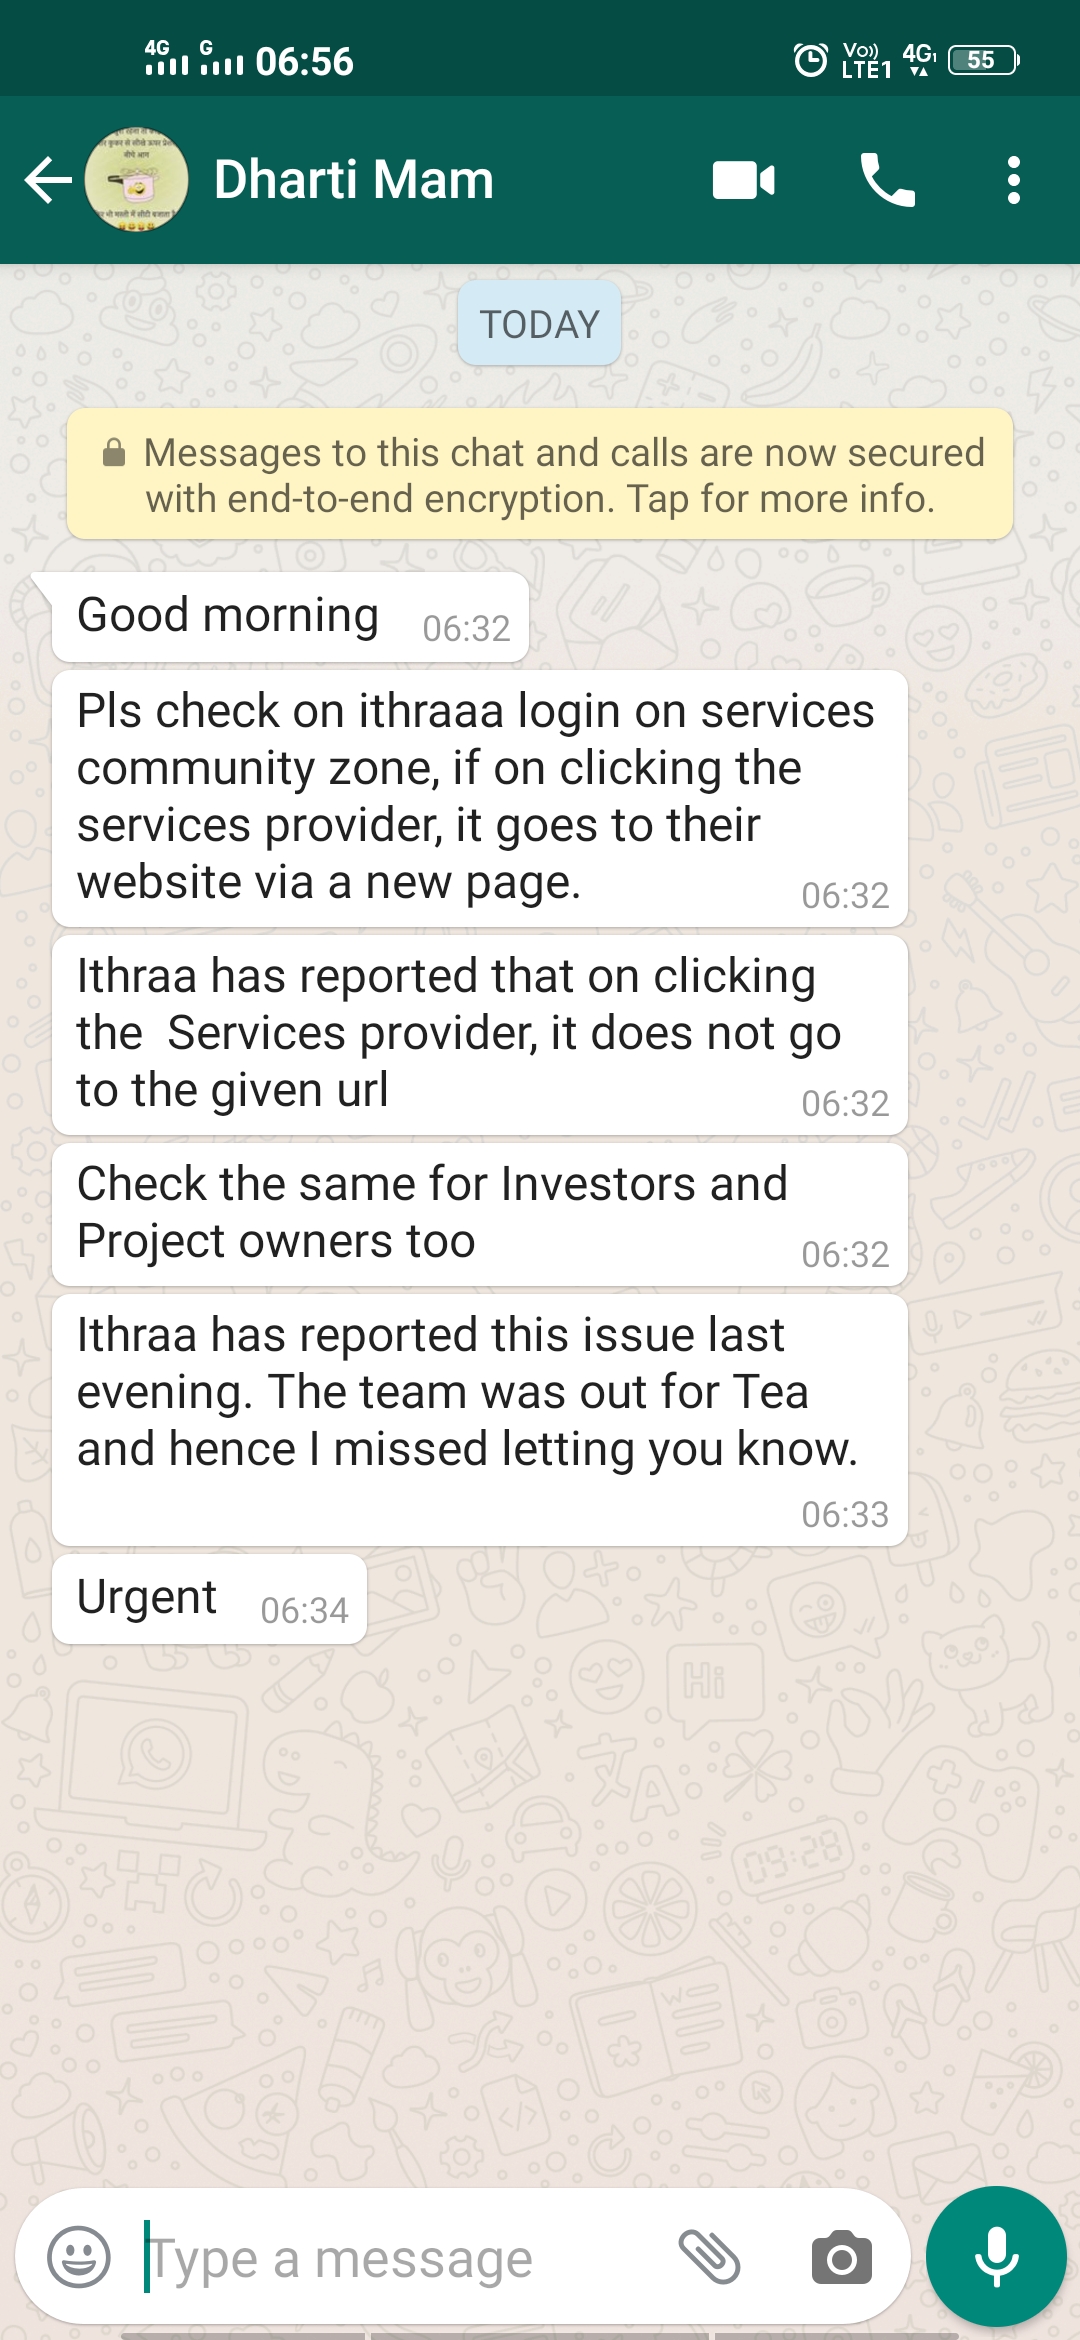 4G G 06:56 Vo)) LTE1 4G 55
Dharti Mam
TODAY
Messages to this chat and calls are now secured
with end-to-end encryption. Tap for more info.
Good morning 06:32
Pls check on ithraaa login on services
community zone, if on clicking the
services provider, it goes to their
website via a new page. 06:32
Ithraa has reported that on clicking
the  Services provider, it does not go
to the given url 06:32
Check the same for Investors and
Project owners too 06:32
Ithraa has reported this issue last
evening. The team was out for Tea
and hence I missed letting you know.
06:33
Urgent 06:34
Type a message